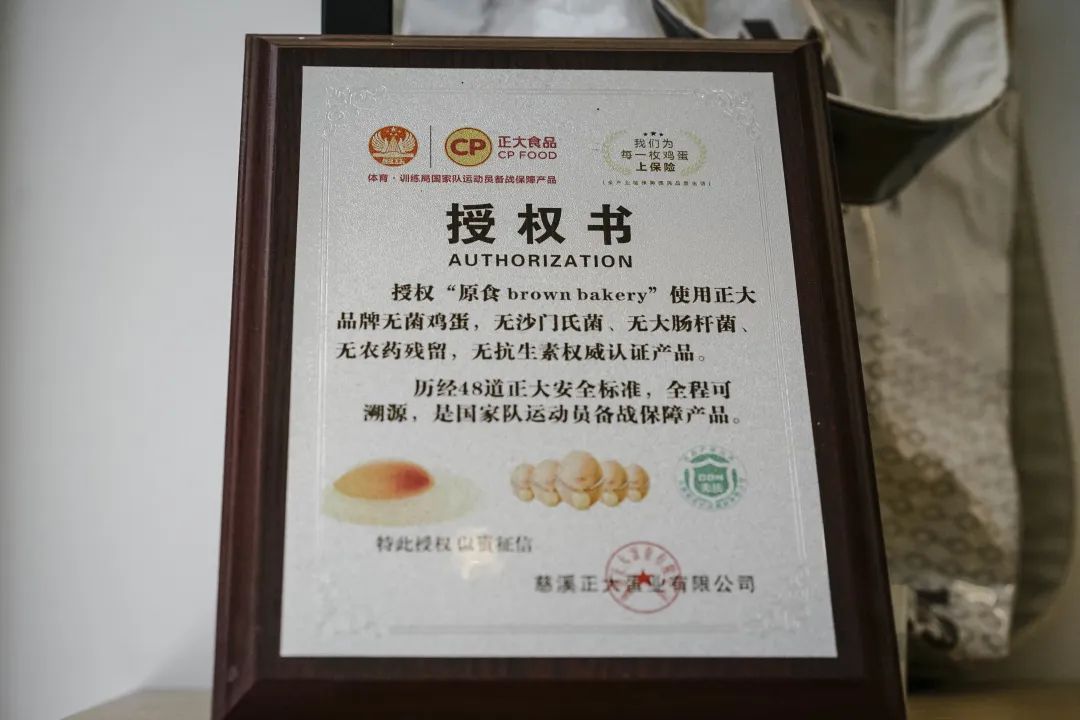 CP
正大食品
CP FOOD
体育·训练局国家队运动员备战保障产品
我们为
每一枚鸡蛋
上保险
授权书
AUTHORIZATION
授权“原食 brown bakery”使用正大
品牌无菌鸡蛋，无沙门氏菌、无大肠杆菌、
无农药残留，无抗生素权威认证产品。
历经48道正大安全标准，全程可
溯源，是国家队运动员备战保障产品。
特此授权 以资征信
慈溪正大蛋业有限公司